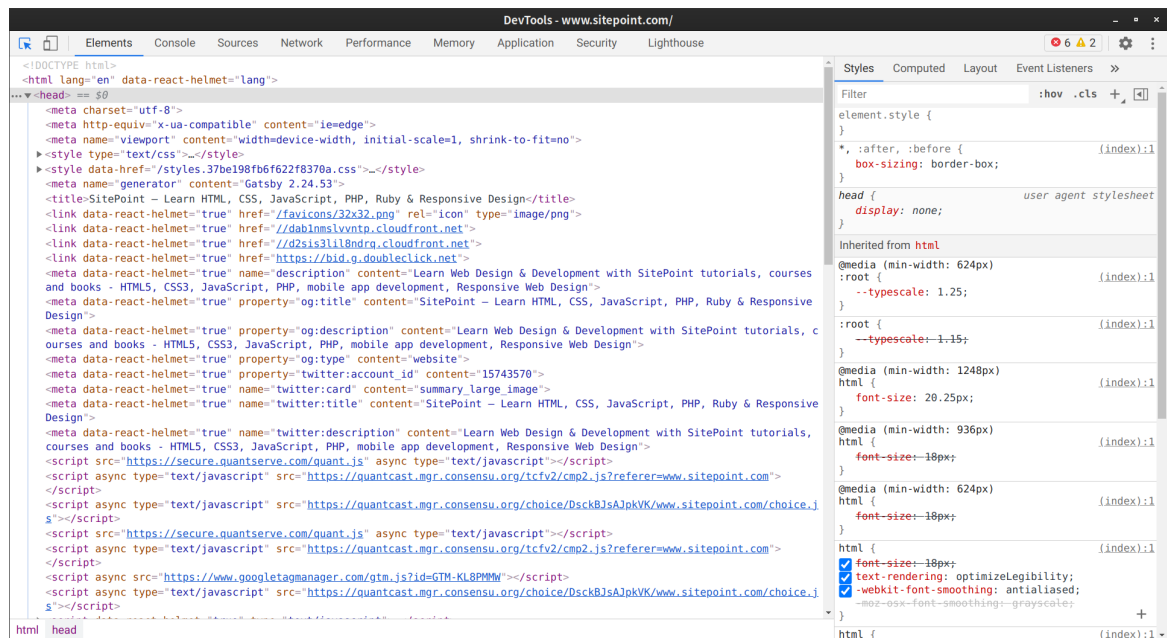 DevTools - www.sitepoint.com/
Elements Console Sources Network Performance Memory Application Security Lighthouse 6 2
<!DOCTYPE html>
<html lang="en" data-react-helmet="lang">
<head> == $0
<meta charset="utf-8">
<meta http-equiv="x-ua-compatible" content="ie=edge">
<meta name="viewport" content="width=device-width, initial-scale=1, shrink-to-fit=no">
<style type="text/css">…</style>
<style data-href="/styles.37be198fb6f622f8370a.css">…</style>
<meta name="generator" content="Gatsby 2.24.53">
<title>SitePoint – Learn HTML, CSS, JavaScript, PHP, Ruby & Responsive Design</title>
<link data-react-helmet="true" href="/favicons/32x32.png" rel="icon" type="image/png">
<link data-react-helmet="true" href="//dab1nmslvvntp.cloudfront.net">
<link data-react-helmet="true" href="//d2sis3lil8ndrq.cloudfront.net">
<link data-react-helmet="true" href="https://bid.g.doubleclick.net">
<meta data-react-helmet="true" name="description" content="Learn Web Design & Development with SitePoint tutorials, courses
and books - HTML5, CSS3, JavaScript, PHP, mobile app development, Responsive Web Design">
<meta data-react-helmet="true" property="og:title" content="SitePoint – Learn HTML, CSS, JavaScript, PHP, Ruby & Responsive
Design">
<meta data-react-helmet="true" property="og:description" content="Learn Web Design & Development with SitePoint tutorials, c
ourses and books - HTML5, CSS3, JavaScript, PHP, mobile app development, Responsive Web Design">
<meta data-react-helmet="true" property="og:type" content="website">
<meta data-react-helmet="true" property="twitter:account_id" content="15743570">
<meta data-react-helmet="true" name="twitter:card" content="summary_large_image">
<meta data-react-helmet="true" name="twitter:title" content="SitePoint – Learn HTML, CSS, JavaScript, PHP, Ruby & Responsive
Design">
<meta data-react-helmet="true" name="twitter:description" content="Learn Web Design & Development with SitePoint tutorials,
courses and books - HTML5, CSS3, JavaScript, PHP, mobile app development, Responsive Web Design">
<script src="https://secure.quantserve.com/quant.js" async type="text/javascript"></script>
<script async type="text/javascript" src="https://quantcast.mgr.consensu.org/tcfv2/cmp2.js?referer=www.sitepoint.com">
</script>
<script async type="text/javascript" src="https://quantcast.mgr.consensu.org/choice/DsckBJsAJpkVK/www.sitepoint.com/choice.j
s"></script>
<script src="https://secure.quantserve.com/quant.js" async type="text/javascript"></script>
<script async type="text/javascript" src="https://quantcast.mgr.consensu.org/tcfv2/cmp2.js?referer=www.sitepoint.com">
</script>
<script async src="https://www.googletagmanager.com/gtm.js?id=GTM-KL8PMMW"></script>
<script async type="text/javascript" src="https://quantcast.mgr.consensu.org/choice/DsckBJsAJpkVK/www.sitepoint.com/choice.j
s"></script>
html head
Styles Computed Layout Event Listeners
Filter :hov .cls
element.style {
}
*, :after, :before { (index):1
box-sizing: border-box;
}
head { user agent stylesheet
display: none;
}
Inherited from html
@media (min-width: 624px)
:root { (index):1
--typescale: 1.25;
}
:root { (index):1
--typescale: 1.15;
}
@media (min-width: 1248px)
html { (index):1
font-size: 20.25px;
}
@media (min-width: 936px)
html { (index):1
font-size: 18px;
}
@media (min-width: 624px)
html { (index):1
font-size: 18px;
}
html { (index):1
font-size: 18px;
text-rendering: optimizeLegibility;
-webkit-font-smoothing: antialiased;
-moz-osx-font-smoothing: grayscale;
}
html { (index):1